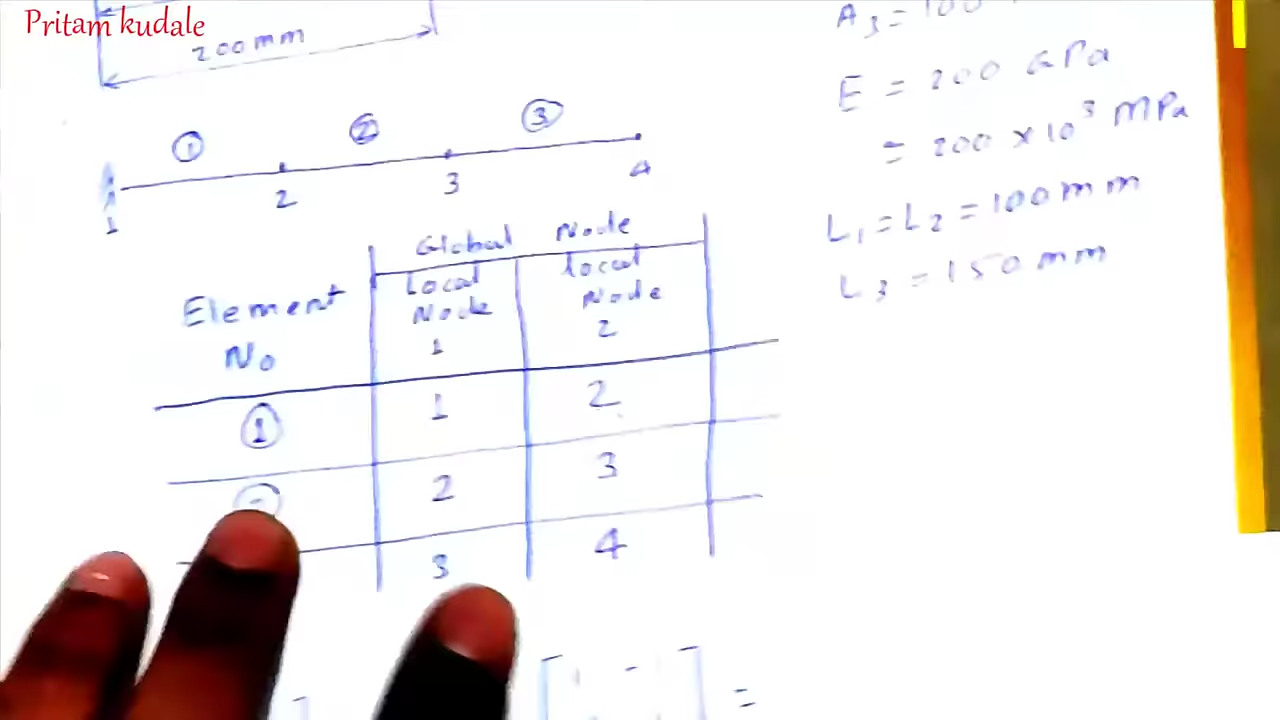 Pritam kudale
200mm
A3 = 100
E = 200 GPa
= 200 × 10³ MPa
L1 = L2 = 100 mm
L3 = 150 mm
① ② ③
1 2 3 4
Global Node
Element No
local Node 1
local Node 2
① 1 2
2 3
3 4
=